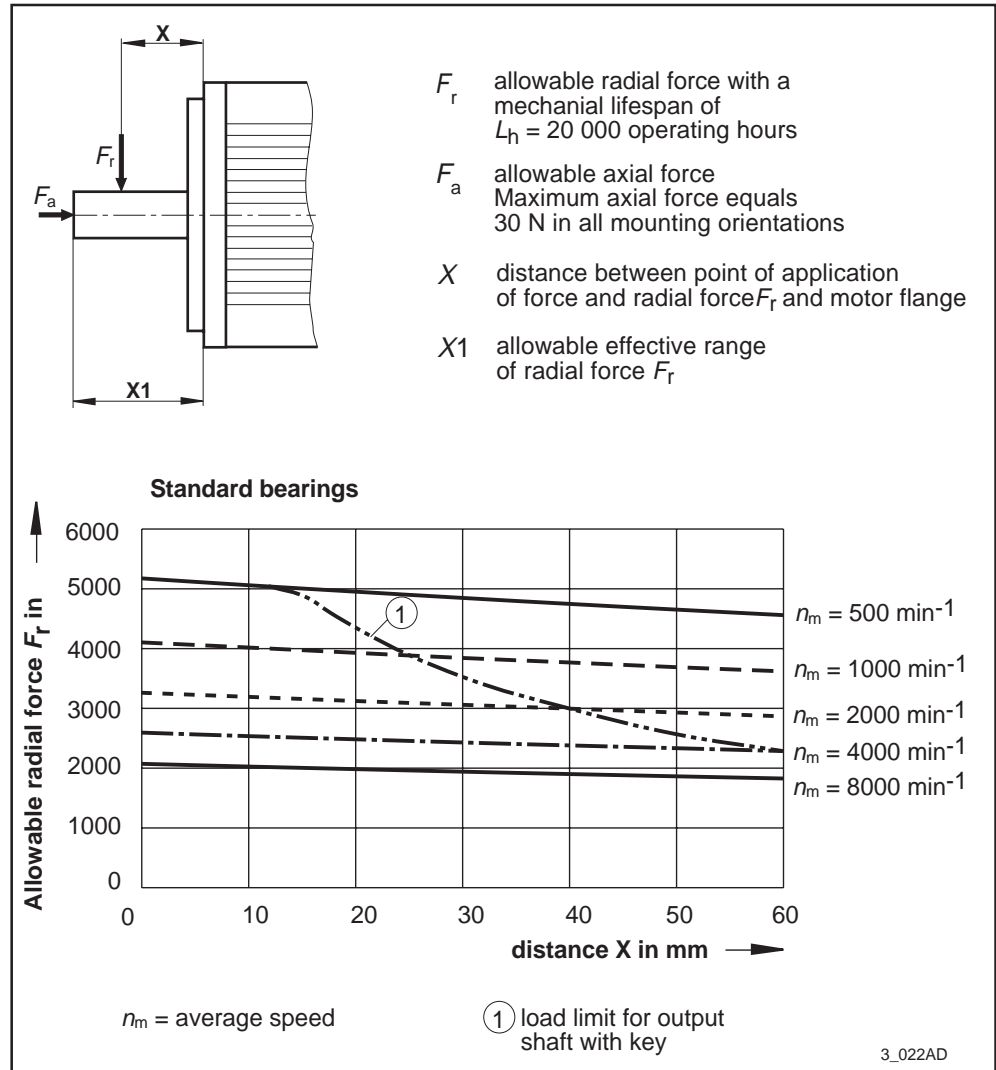 X
Fr
Fa
X1
Fr allowable radial force with a
mechanial lifespan of
Lh = 20 000 operating hours
Fa allowable axial force
Maximum axial force equals
30 N in all mounting orientations
X distance between point of application
of force and radial forceFr and motor flange
X1 allowable effective range
of radial force Fr
Standard bearings
Allowable radial force Fr in
6000
5000
4000
3000
2000
1000
0
1
nm = 500 min-1
nm = 1000 min-1
nm = 2000 min-1
nm = 4000 min-1
nm = 8000 min-1
0 10 20 30 40 50 60
distance X in mm
nm = average speed
1 load limit for output
shaft with key
3_022AD